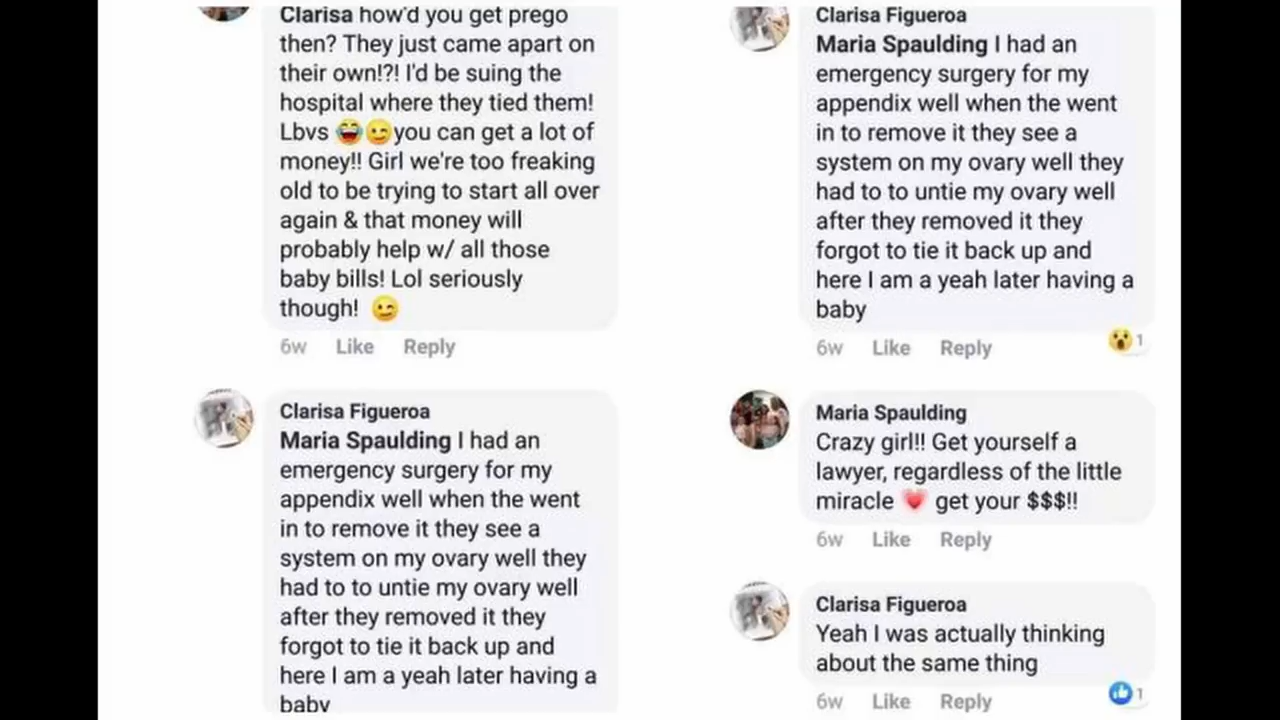 Clarisa how'd you get prego
then? They just came apart on
their own!?! I'd be suing the
hospital where they tied them!
Lbvs 😂😉you can get a lot of
money!! Girl we're too freaking
old to be trying to start all over
again & that money will
probably help w/ all those
baby bills! Lol seriously
though! 😉
6w Like Reply
Clarisa Figueroa
Maria Spaulding I had an
emergency surgery for my
appendix well when the went
in to remove it they see a
system on my ovary well they
had to to untie my ovary well
after they removed it they
forgot to tie it back up and
here I am a yeah later having a
baby
Clarisa Figueroa
Maria Spaulding I had an
emergency surgery for my
appendix well when the went
in to remove it they see a
system on my ovary well they
had to to untie my ovary well
after they removed it they
forgot to tie it back up and
here I am a yeah later having a
baby
6w Like Reply 😮 1
Maria Spaulding
Crazy girl!! Get yourself a
lawyer, regardless of the little
miracle 💗 get your $$$!!
6w Like Reply
Clarisa Figueroa
Yeah I was actually thinking
about the same thing
6w Like Reply 👍 1